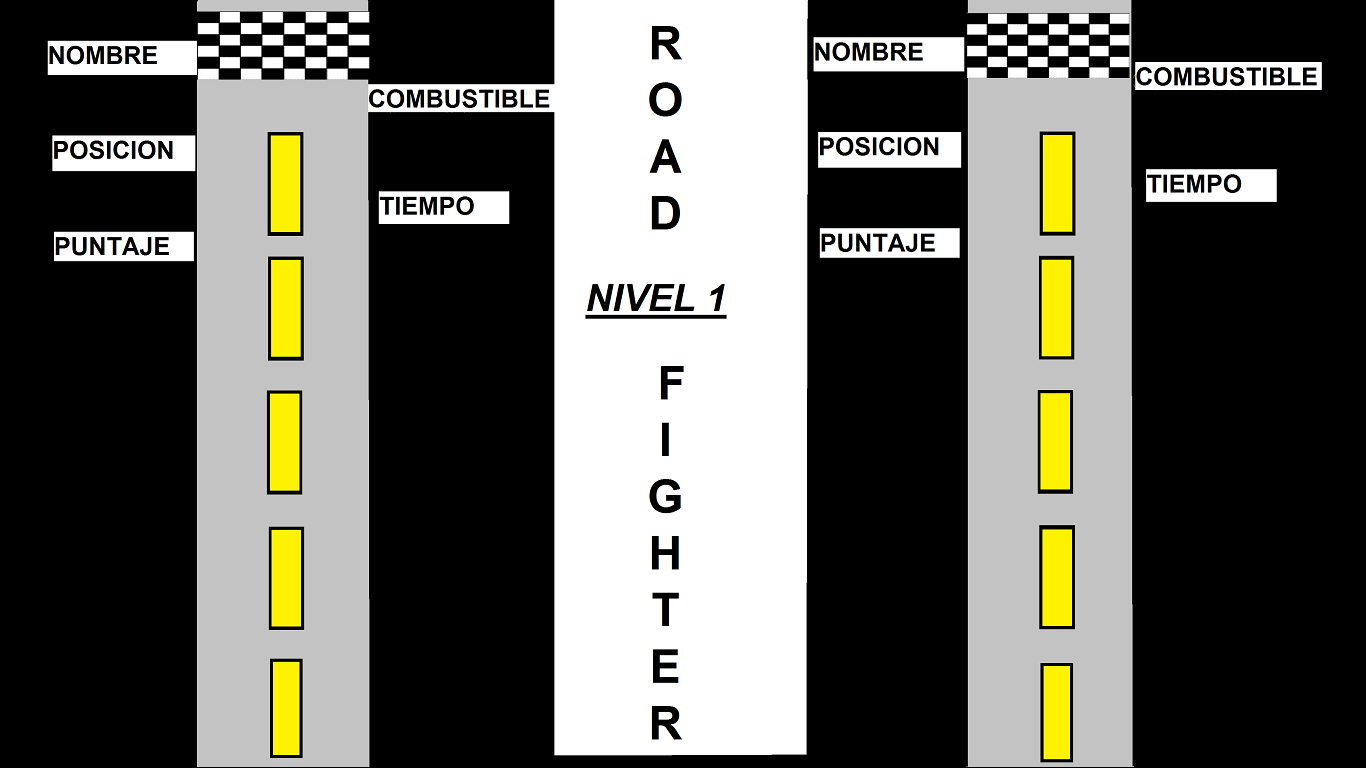 NOMBRE
COMBUSTIBLE
POSICION
TIEMPO
PUNTAJE
R
O
A
D
NIVEL 1
F
I
G
H
T
E
R
NOMBRE
COMBUSTIBLE
POSICION
TIEMPO
PUNTAJE